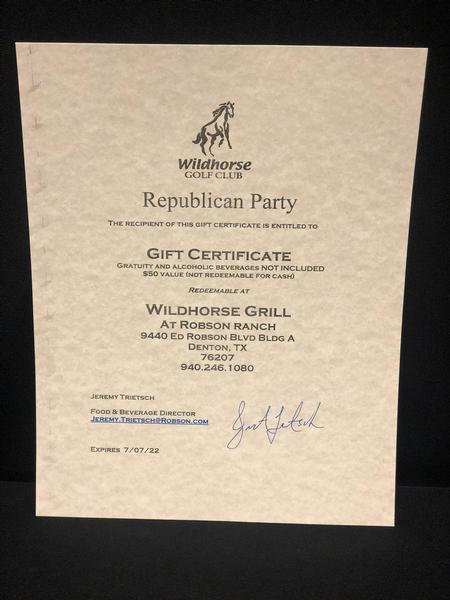 Wildhorse
GOLF CLUB
Republican Party
THE RECIPIENT OF THIS GIFT CERTIFICATE IS ENTITLED TO
GIFT CERTIFICATE
GRATUITY AND ALCOHOLIC BEVERAGES NOT INCLUDED
$50 VALUE (NOT REDEEMABLE FOR CASH)
REDEEMABLE AT
WILDHORSE GRILL
AT ROBSON RANCH
9440 ED ROBSON BLVD BLDG A
DENTON, TX
76207
940.246.1080
JEREMY TRIETSCH
FOOD & BEVERAGE DIRECTOR
JEREMY.TRIETSCH@ROBSON.COM
EXPIRES 7/07/22